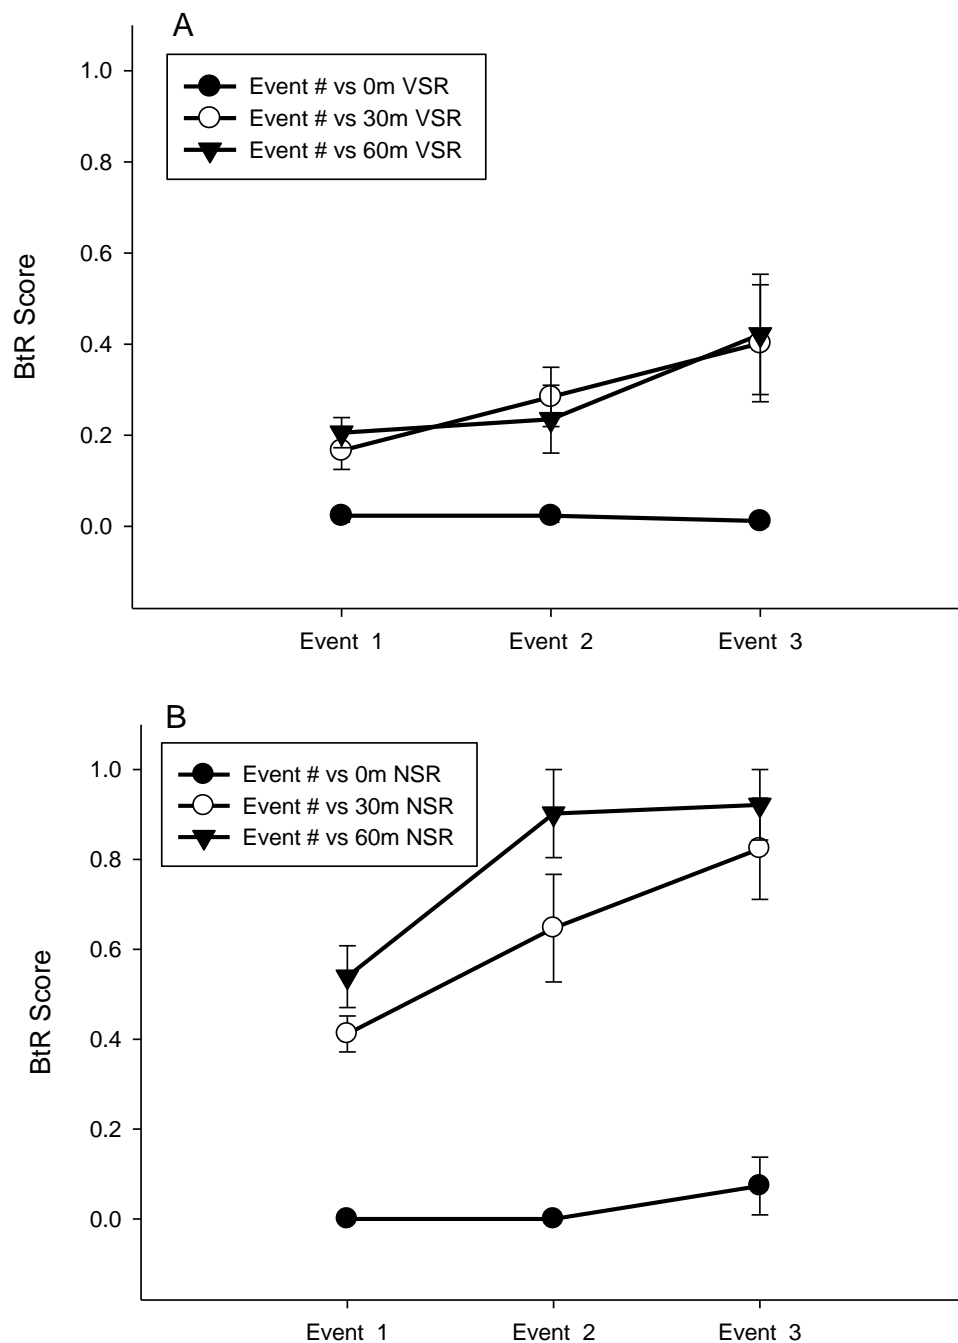 A
Event # vs 0m VSR
Event # vs 30m VSR
Event # vs 60m VSR
1.0
0.8
0.6
0.4
0.2
0.0
BtR Score
Event 1
Event 2
Event 3
B
Event # vs 0m NSR
Event # vs 30m NSR
Event # vs 60m NSR
1.0
0.8
0.6
0.4
0.2
0.0
BtR Score
Event 1
Event 2
Event 3